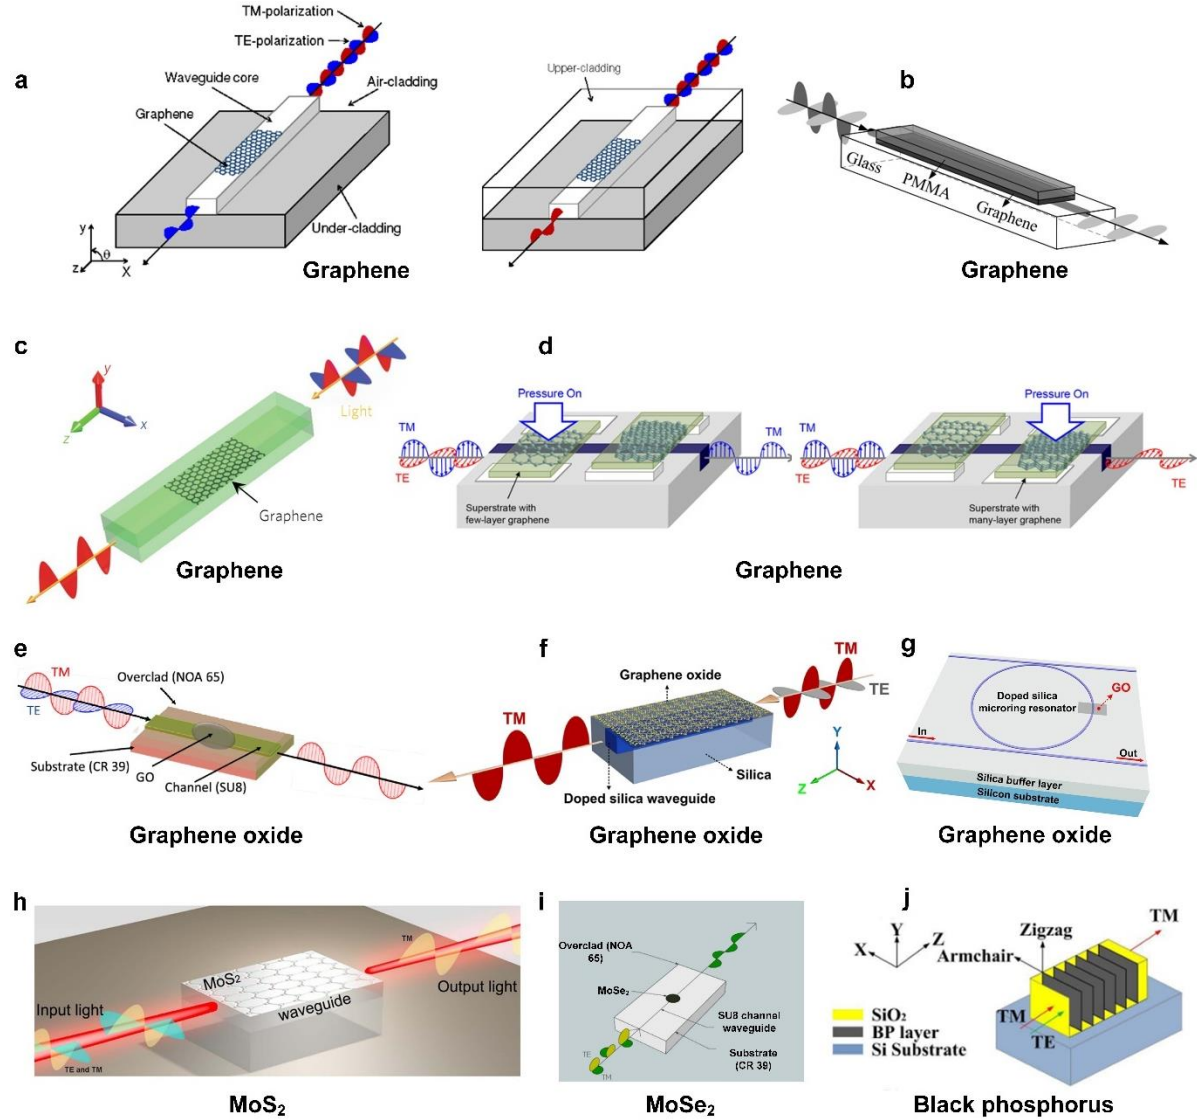 a
TM-polarization
TE-polarization
Waveguide core
Air-cladding
Graphene
Under-cladding
y
θ
z
X
Upper-cladding
Graphene
b
Glass
PMMA
Graphene
Graphene
c
y
x
z
Light
Graphene
Graphene
d
Pressure On
TM
TM
TE
Superstrate with
few-layer graphene
Pressure On
TM
TE
TE
Superstrate with
many-layer graphene
Graphene
e
TM
TE
Overclad (NOA 65)
Substrate (CR 39)
GO
Channel (SU8)
Graphene oxide
f
Graphene oxide
TM
TE
TM
Silica
Doped silica waveguide
Y
Z
X
Graphene oxide
g
Doped silica
microring resonator
GO
In
Out
Silica buffer layer
Silicon substrate
Graphene oxide
h
MoS2
waveguide
Input light
TE and TM
TM
Output light
MoS2
i
Overclad (NOA
65)
MoSe2
SU8 channel
waveguide
Substrate
(CR 39)
TE
TM
MoSe2
j
Y
X
Z
Zigzag
Armchair
TM
TM
TE
SiO2
BP layer
Si Substrate
Black phosphorus